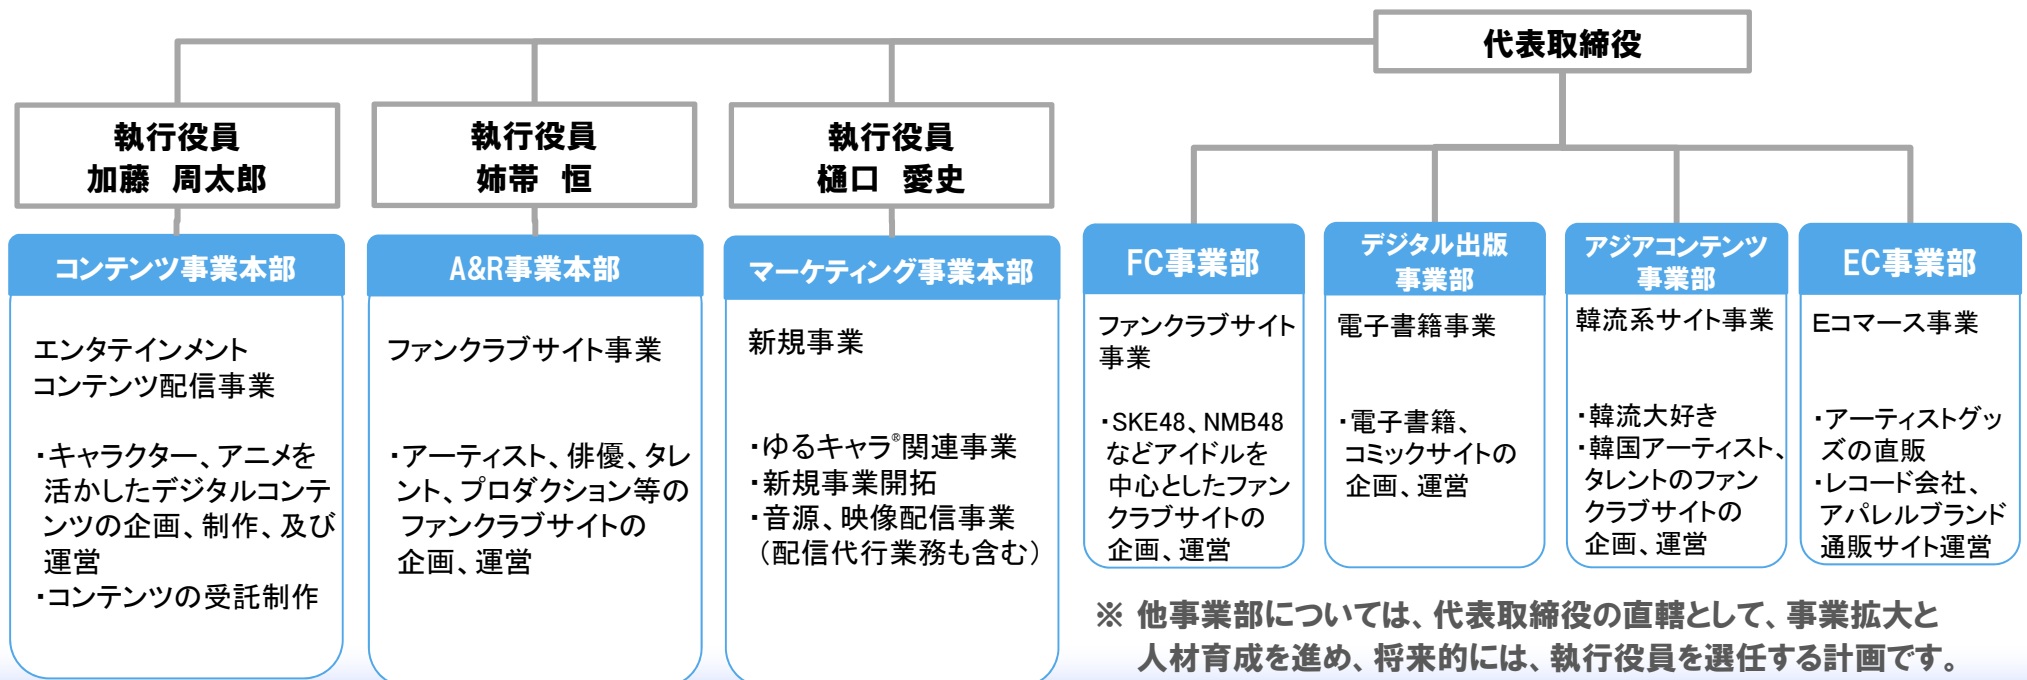 代表取締役
執行役員
加藤　周太郎
執行役員
姉帯　恒
執行役員
樋口　愛史
コンテンツ事業本部
エンタテインメント
コンテンツ配信事業
・キャラクター、アニメを
活かしたデジタルコンテ
ンツの企画、制作、及び
運営
・コンテンツの受託制作
A&R事業本部
ファンクラブサイト事業
・アーティスト、俳優、タレ
ント、プロダクション等の
ファンクラブサイトの
企画、運営
マーケティング事業本部
新規事業
・ゆるキャラ®関連事業
・新規事業開拓
・音源、映像配信事業
（配信代行業務も含む）
FC事業部
ファンクラブサイト
事業
・SKE48、NMB48
などアイドルを
中心としたファン
クラブサイトの
企画、運営
デジタル出版
事業部
電子書籍事業
・電子書籍、
コミックサイトの
企画、運営
アジアコンテンツ
事業部
韓流系サイト事業
・韓流大好き
・韓国アーティスト、
タレントのファン
クラブサイトの
企画、運営
EC事業部
Eコマース事業
・アーティストグッ
ズの直販
・レコード会社、
アパレルブランド
通販サイト運営
※ 他事業部については、代表取締役の直轄として、事業拡大と
人材育成を進め、将来的には、執行役員を選任する計画です。